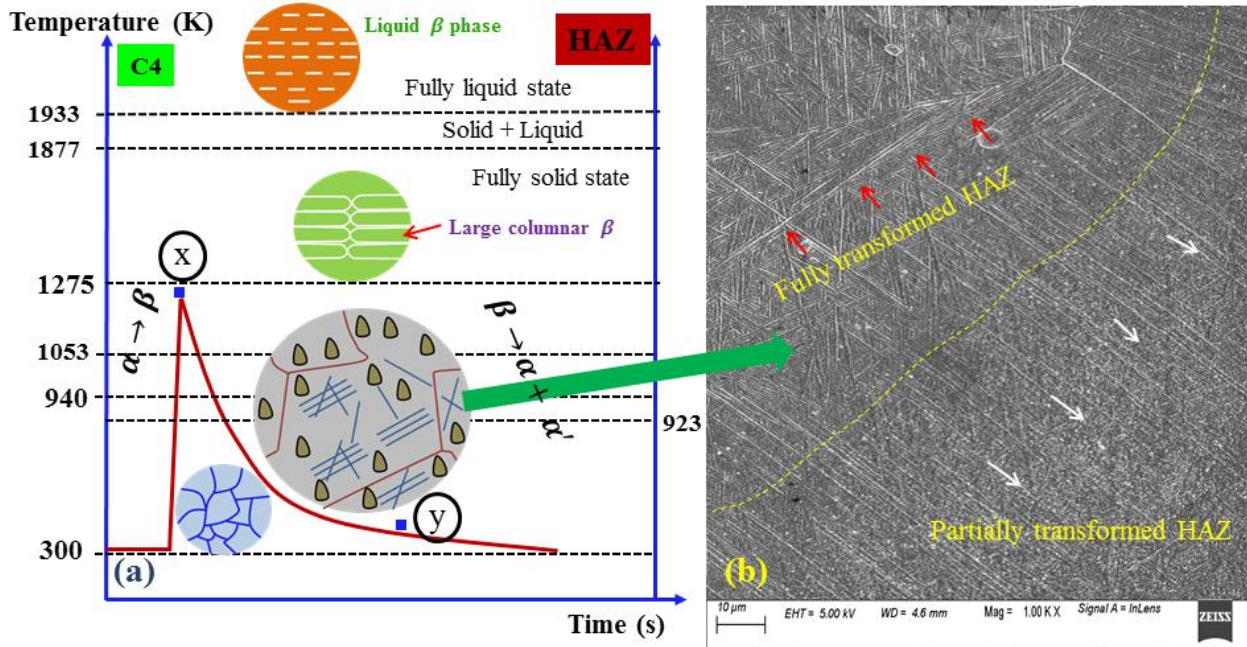 Temperature (K)
C4
Liquid β phase
HAZ
Fully liquid state
1933
Solid + Liquid
1877
Fully solid state
Large columnar β
x
1275
α → β
β → α + α'
1053
940
923
y
300
(a)
Time (s)
Fully transformed HAZ
Partially transformed HAZ
(b)
10 µm
EHT = 5.00 kV
WD = 4.6 mm
Mag = 1.00 K X
Signal A = InLens
ZEISS